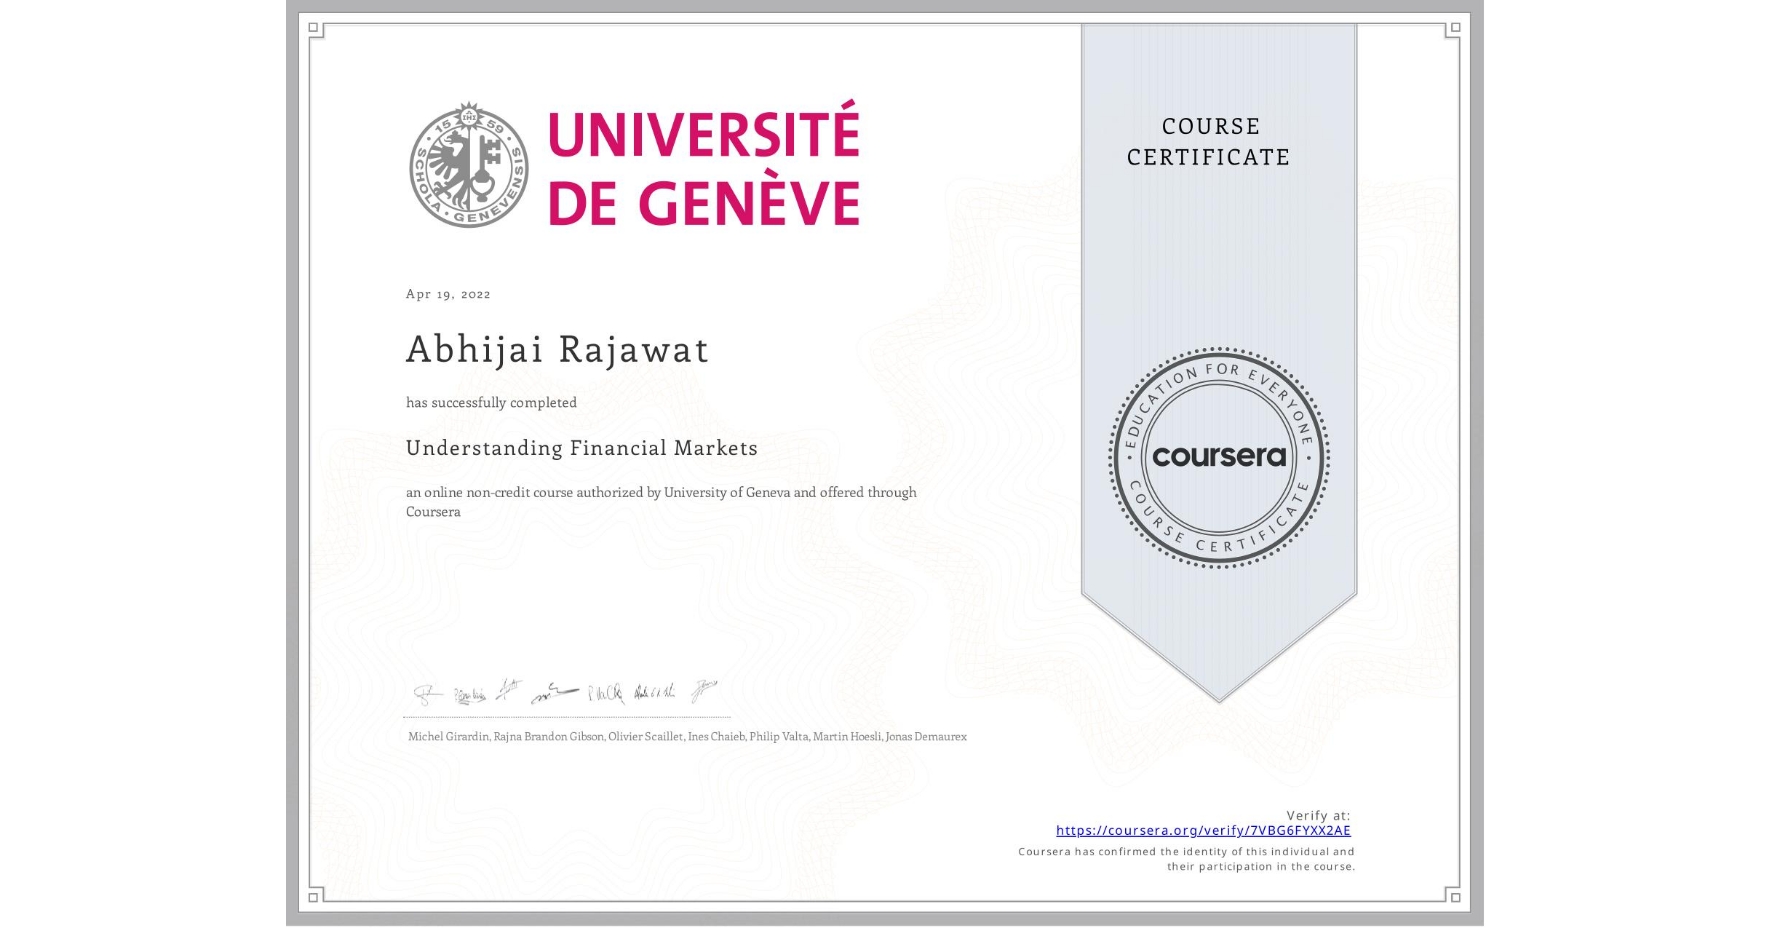 UNIVERSITÉ
DE GENÈVE
SCHOLA · GENEVENSIS
15 59
IHS
COURSE
CERTIFICATE
Apr 19, 2022
Abhijai Rajawat
has successfully completed
Understanding Financial Markets
an online non-credit course authorized by University of Geneva and offered through
Coursera
EDUCATION FOR EVERYONE
coursera
COURSE CERTIFICATE
Michel Girardin, Rajna Brandon Gibson, Olivier Scaillet, Ines Chaieb, Philip Valta, Martin Hoesli, Jonas Demaurex
Verify at:
https://coursera.org/verify/7VBG6FYXX2AE
Coursera has confirmed the identity of this individual and
their participation in the course.